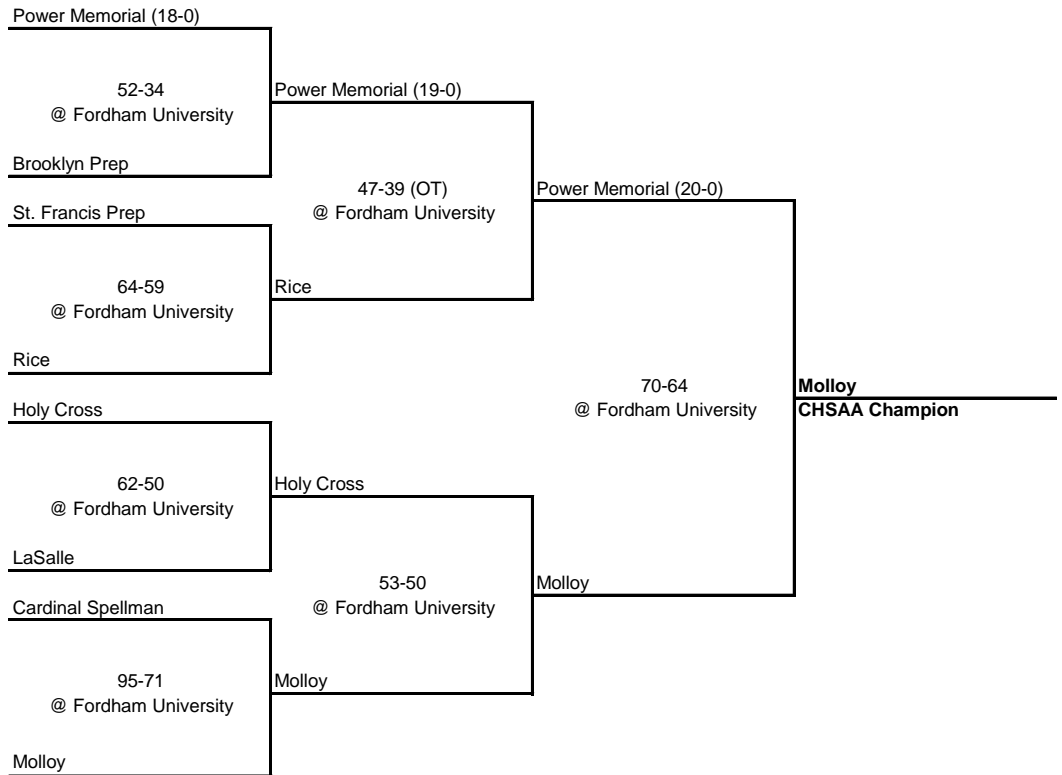 Power Memorial (18-0)
52-34
@ Fordham University
Power Memorial (19-0)
Brooklyn Prep
47-39 (OT)
@ Fordham University
Power Memorial (20-0)
St. Francis Prep
64-59
@ Fordham University
Rice
Rice
70-64
@ Fordham University
Molloy
CHSAA Champion
Holy Cross
62-50
@ Fordham University
Holy Cross
LaSalle
53-50
@ Fordham University
Molloy
Cardinal Spellman
95-71
@ Fordham University
Molloy
Molloy